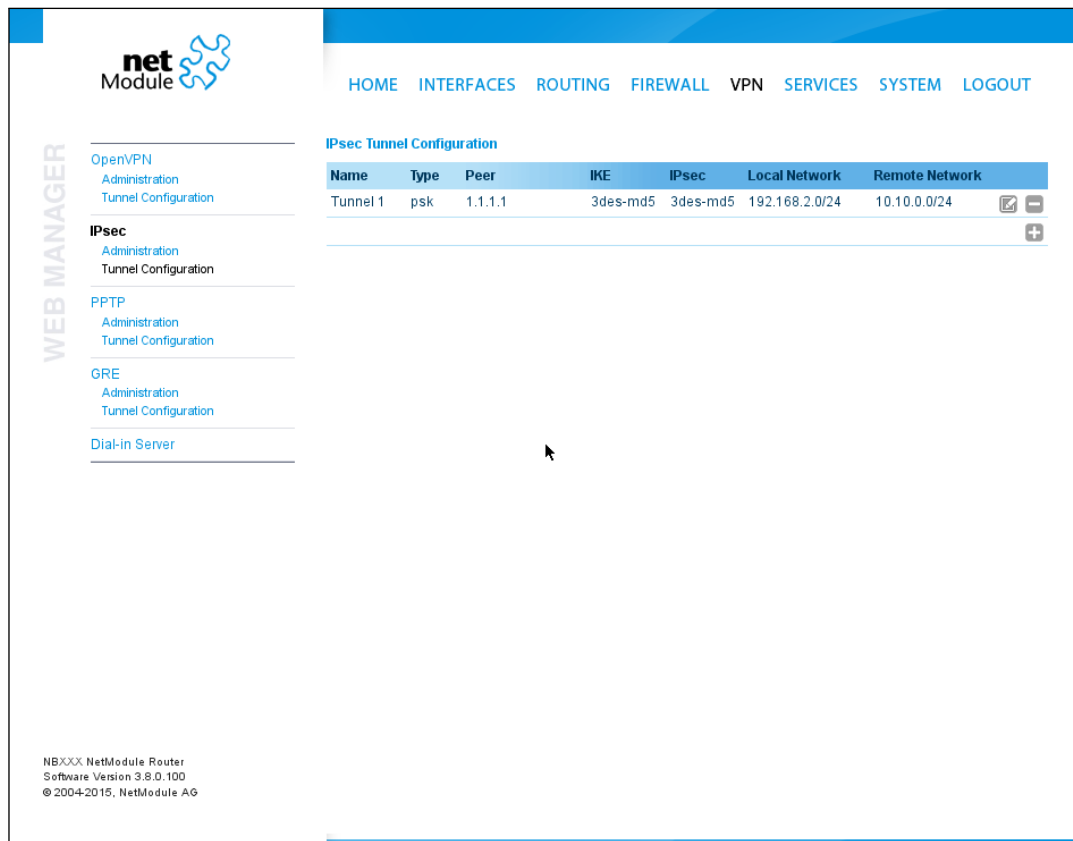 net
Module
HOME INTERFACES ROUTING FIREWALL VPN SERVICES SYSTEM LOGOUT
WEB MANAGER
OpenVPN
Administration
Tunnel Configuration
IPsec
Administration
Tunnel Configuration
PPTP
Administration
Tunnel Configuration
GRE
Administration
Tunnel Configuration
Dial-in Server
IPsec Tunnel Configuration
Name Type Peer IKE IPsec Local Network Remote Network
Tunnel 1 psk 1.1.1.1 3des-md5 3des-md5 192.168.2.0/24 10.10.0.0/24
NBXXX NetModule Router
Software Version 3.8.0.100
© 2004-2015, NetModule AG